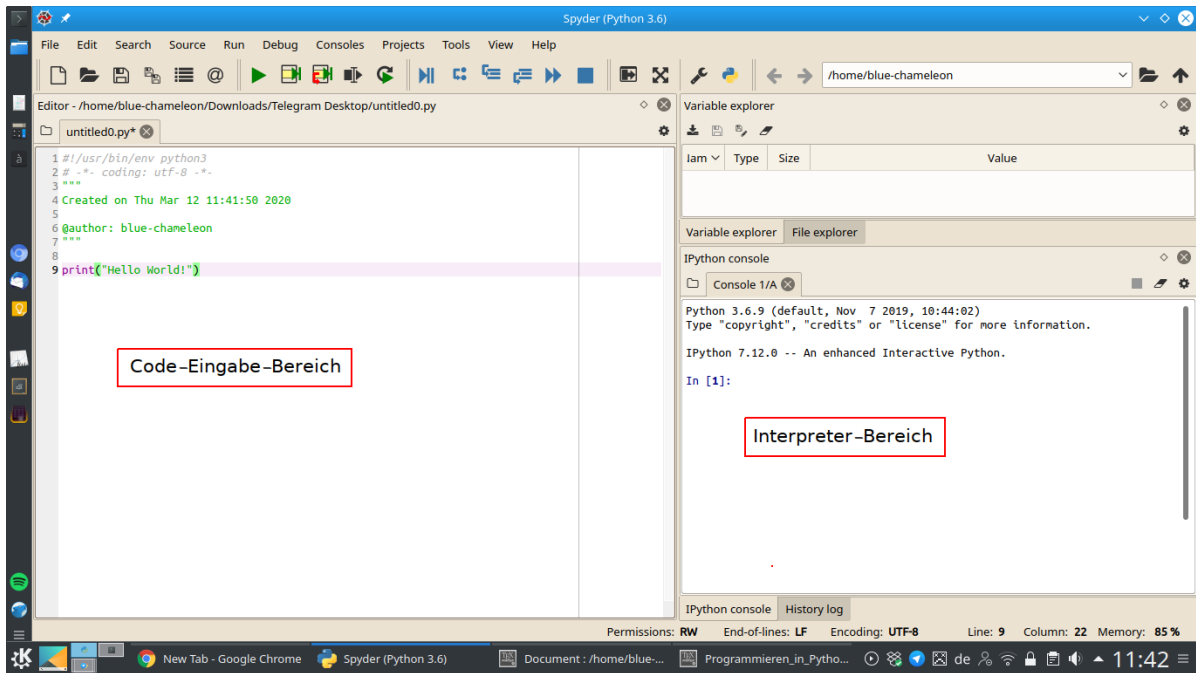 Spyder (Python 3.6)
File Edit Search Source Run Debug Consoles Projects Tools View Help
/home/blue-chameleon
Editor - /home/blue-chameleon/Downloads/Telegram Desktop/untitled0.py
untitled0.py*
1 #!/usr/bin/env python3
2 # -*- coding: utf-8 -*-
3 """
4 Created on Thu Mar 12 11:41:50 2020
5
6 @author: blue-chameleon
7 """
8
9 print("Hello World!")
Code-Eingabe-Bereich
Variable explorer
Iam Type Size Value
Variable explorer File explorer
IPython console
Console 1/A
Python 3.6.9 (default, Nov 7 2019, 10:44:02)
Type "copyright", "credits" or "license" for more information.
IPython 7.12.0 -- An enhanced Interactive Python.
In [1]:
Interpreter-Bereich
IPython console History log
Permissions: RW End-of-lines: LF Encoding: UTF-8 Line: 9 Column: 22 Memory: 85 %
New Tab - Google Chrome Spyder (Python 3.6) Document : /home/blue-... Programmieren_in_Pytho... de 11:42